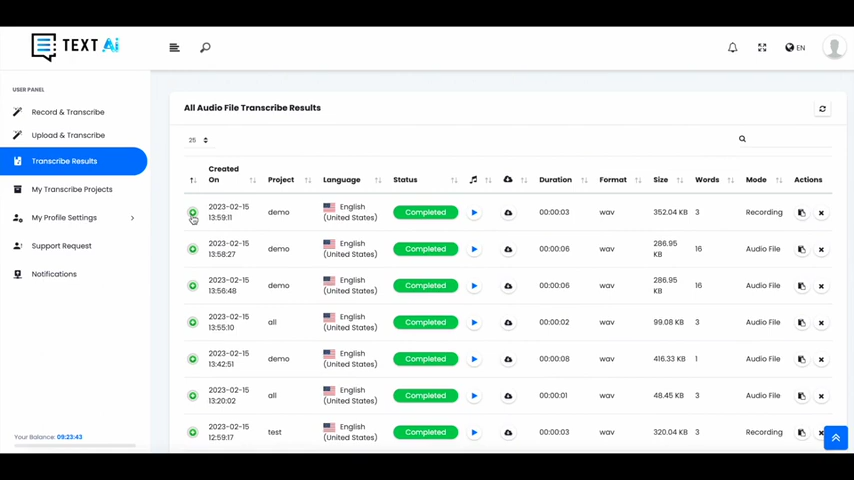 TEXT Ai
EN
USER PANEL
Record & Transcribe
Upload & Transcribe
Transcribe Results
My Transcribe Projects
My Profile Settings
Support Request
Notifications
Your Balance: 09:23:43
All Audio File Transcribe Results
25
Created On Project Language Status Duration Format Size Words Mode Actions
2023-02-15 13:59:11 demo English (United States) Completed 00:00:03 wav 352.04 KB 3 Recording
2023-02-15 13:58:27 demo English (United States) Completed 00:00:06 wav 286.95 KB 16 Audio File
2023-02-15 13:56:48 demo English (United States) Completed 00:00:06 wav 286.95 KB 16 Audio File
2023-02-15 13:55:10 all English (United States) Completed 00:00:02 wav 99.08 KB 3 Audio File
2023-02-15 13:42:51 demo English (United States) Completed 00:00:08 wav 416.33 KB 1 Audio File
2023-02-15 13:20:02 all English (United States) Completed 00:00:01 wav 48.45 KB 3 Audio File
2023-02-15 12:59:17 test English (United States) Completed 00:00:03 wav 320.04 KB 3 Recording